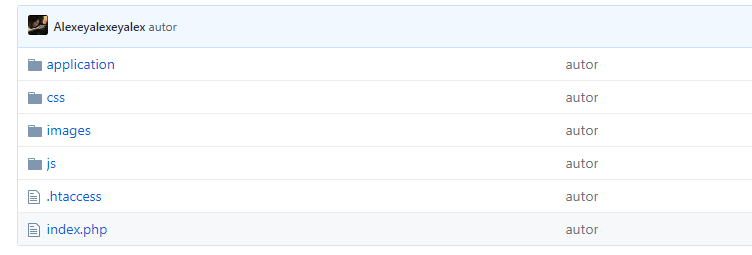 Alexeyalexeyalex autor
application autor
css autor
images autor
js autor
.htaccess autor
index.php autor